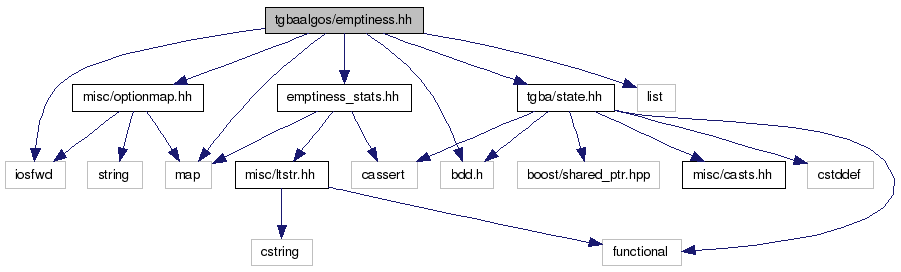 tgbaalgos/emptiness.hh
misc/optionmap.hh
emptiness_stats.hh
tgba/state.hh
list
iosfwd
string
map
misc/ltstr.hh
cassert
bdd.h
boost/shared_ptr.hpp
misc/casts.hh
cstddef
cstring
functional